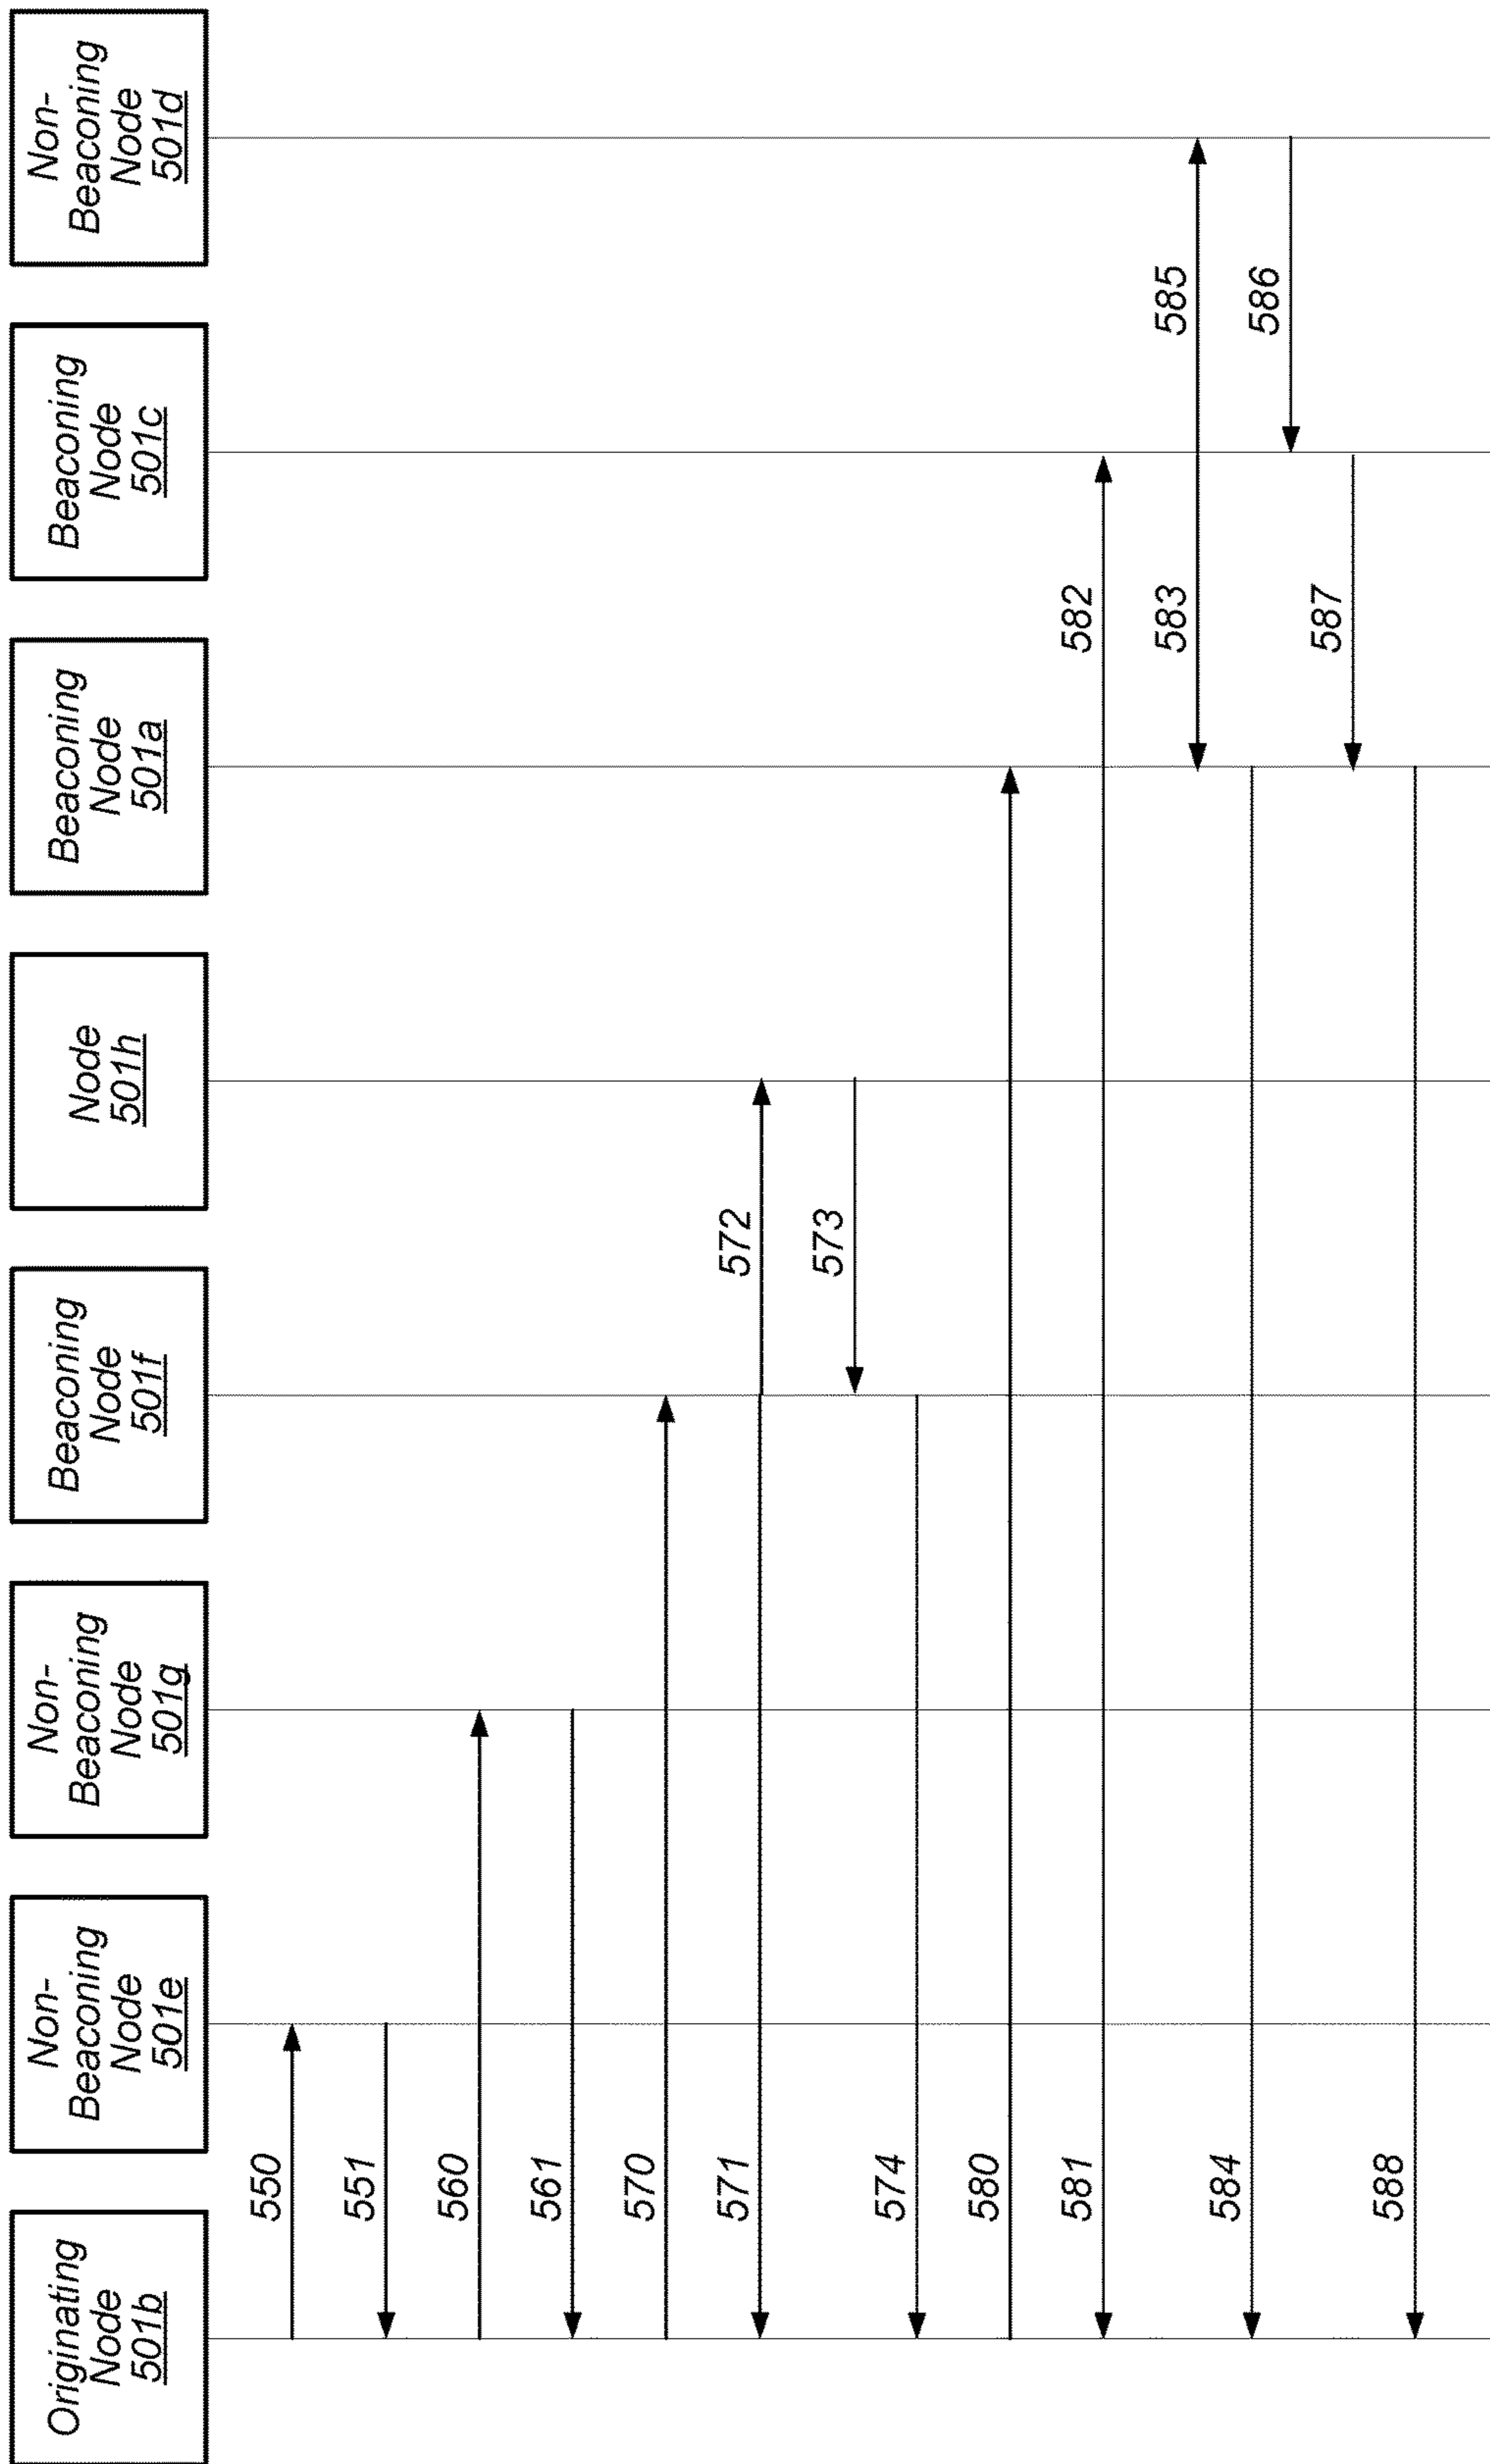 Originating
Node
501b
Non-
Beaconing
Node
501e
Non-
Beaconing
Node
501g
Beaconing
Node
501f
Node
501h
Beaconing
Node
501a
Beaconing
Node
501c
Non-
Beaconing
Node
501d
550
551
560
561
570
571
572
573
574
580
581
582
583
585
584
586
587
588